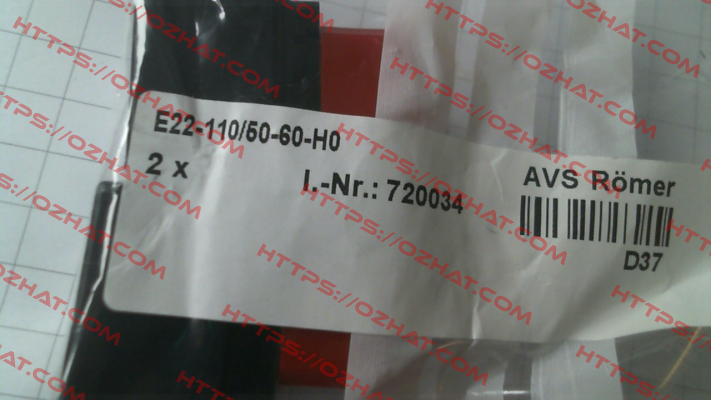 E22-110/50-60-H0
2 x
I.-Nr.: 720034
AVS Römer
D37
HTTPS://OZHAT.COM